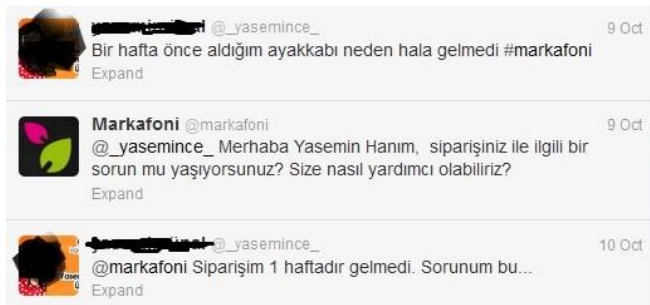 @_yasemince_ 9 Oct
Bir hafta önce aldığım ayakkabı neden hala gelmedi #markafoni
Expand
Markafoni @markafoni 9 Oct
@_yasemince_ Merhaba Yasemin Hanım, siparişiniz ile ilgili bir
sorun mu yaşıyorsunuz? Size nasıl yardımcı olabiliriz?
Expand
@_yasemince_ 10 Oct
@markafoni Siparişim 1 haftadır gelmedi. Sorunum bu...
Expand